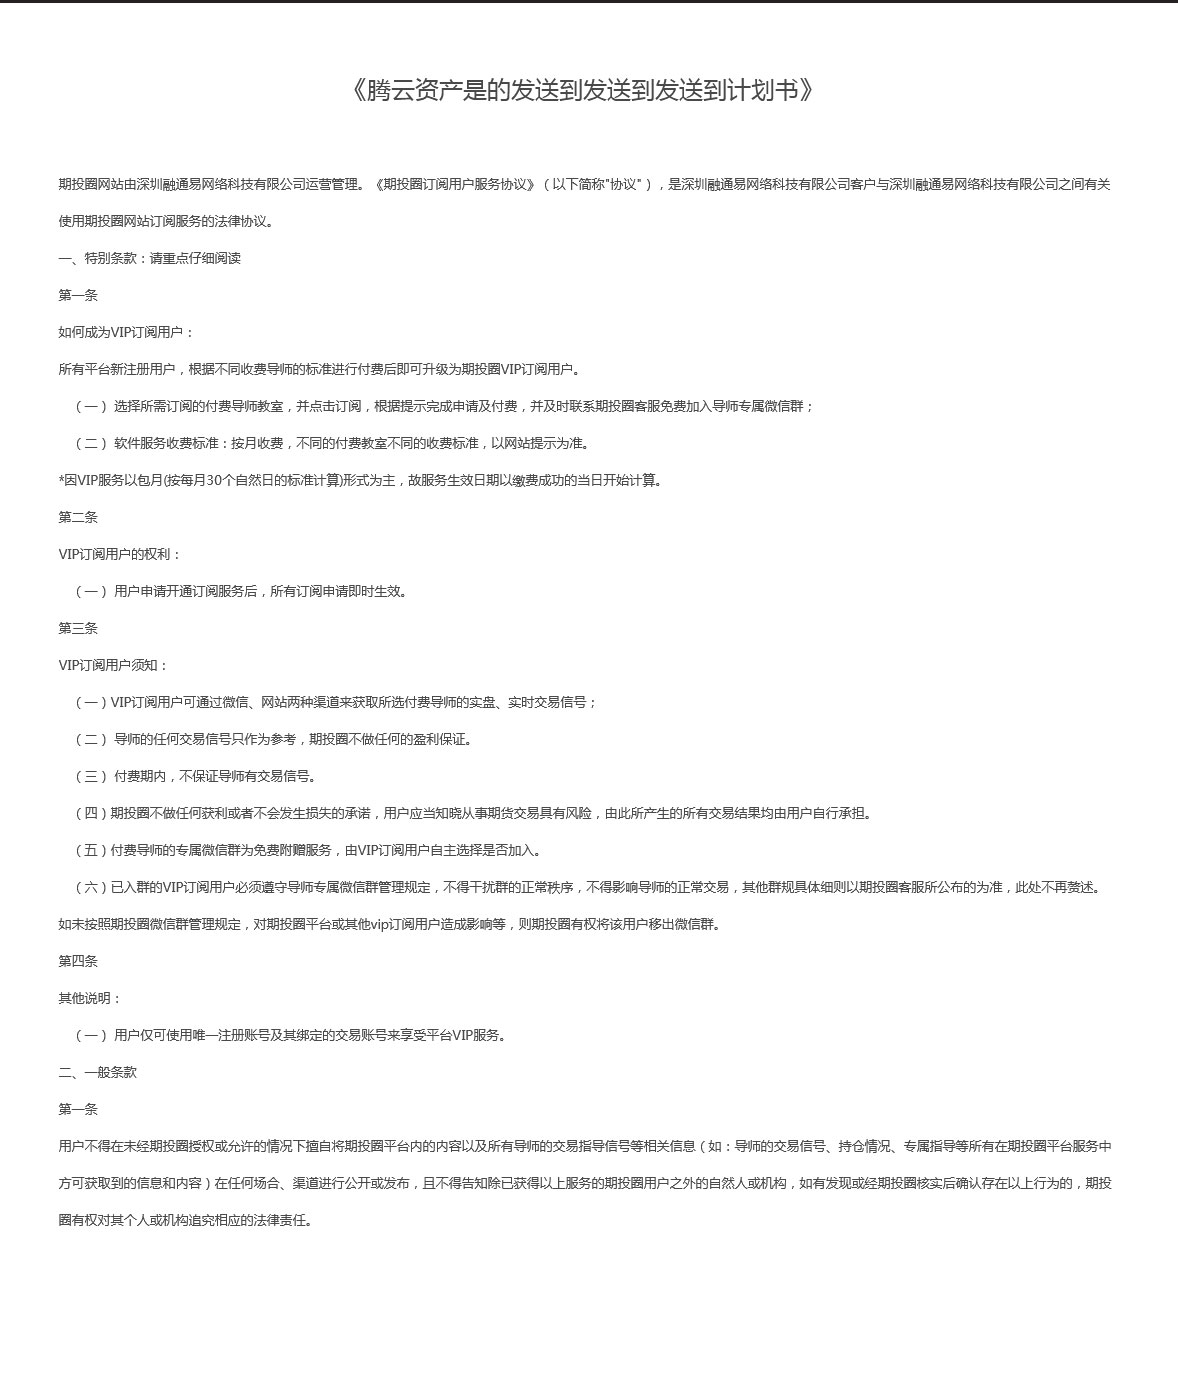 《腾云资产是的发送到发送到发送到计划书》
期投圈网站由深圳融通易网络科技有限公司运营管理。《期投圈订阅用户服务协议》（以下简称"协议"），是深圳融通易网络科技有限公司客户与深圳融通易网络科技有限公司之间有关
使用期投圈网站订阅服务的法律协议。
一、特别条款：请重点仔细阅读
第一条
如何成为VIP订阅用户：
所有平台新注册用户，根据不同收费导师的标准进行付费后即可升级为期投圈VIP订阅用户。
（一） 选择所需订阅的付费导师教室，并点击订阅，根据提示完成申请及付费，并及时联系期投圈客服免费加入导师专属微信群；
（二） 软件服务收费标准：按月收费，不同的付费教室不同的收费标准，以网站提示为准。
*因VIP服务以包月(按每月30个自然日的标准计算)形式为主，故服务生效日期以缴费成功的当日开始计算。
第二条
VIP订阅用户的权利：
（一） 用户申请开通订阅服务后，所有订阅申请即时生效。
第三条
VIP订阅用户须知：
（一）VIP订阅用户可通过微信、网站两种渠道来获取所选付费导师的实盘、实时交易信号；
（二） 导师的任何交易信号只作为参考，期投圈不做任何的盈利保证。
（三） 付费期内，不保证导师有交易信号。
（四）期投圈不做任何获利或者不会发生损失的承诺，用户应当知晓从事期货交易具有风险，由此所产生的所有交易结果均由用户自行承担。
（五）付费导师的专属微信群为免费附赠服务，由VIP订阅用户自主选择是否加入。
（六）已入群的VIP订阅用户必须遵守导师专属微信群管理规定，不得干扰群的正常秩序，不得影响导师的正常交易，其他群规具体细则以期投圈客服所公布的为准，此处不再赘述。
如未按照期投圈微信群管理规定，对期投圈平台或其他vip订阅用户造成影响等，则期投圈有权将该用户移出微信群。
第四条
其他说明：
（一） 用户仅可使用唯一注册账号及其绑定的交易账号来享受平台VIP服务。
二、一般条款
第一条
用户不得在未经期投圈授权或允许的情况下擅自将期投圈平台内的内容以及所有导师的交易指导信号等相关信息（如：导师的交易信号、持仓情况、专属指导等所有在期投圈平台服务中
方可获取到的信息和内容）在任何场合、渠道进行公开或发布，且不得告知除已获得以上服务的期投圈用户之外的自然人或机构，如有发现或经期投圈核实后确认存在以上行为的，期投
圈有权对其个人或机构追究相应的法律责任。